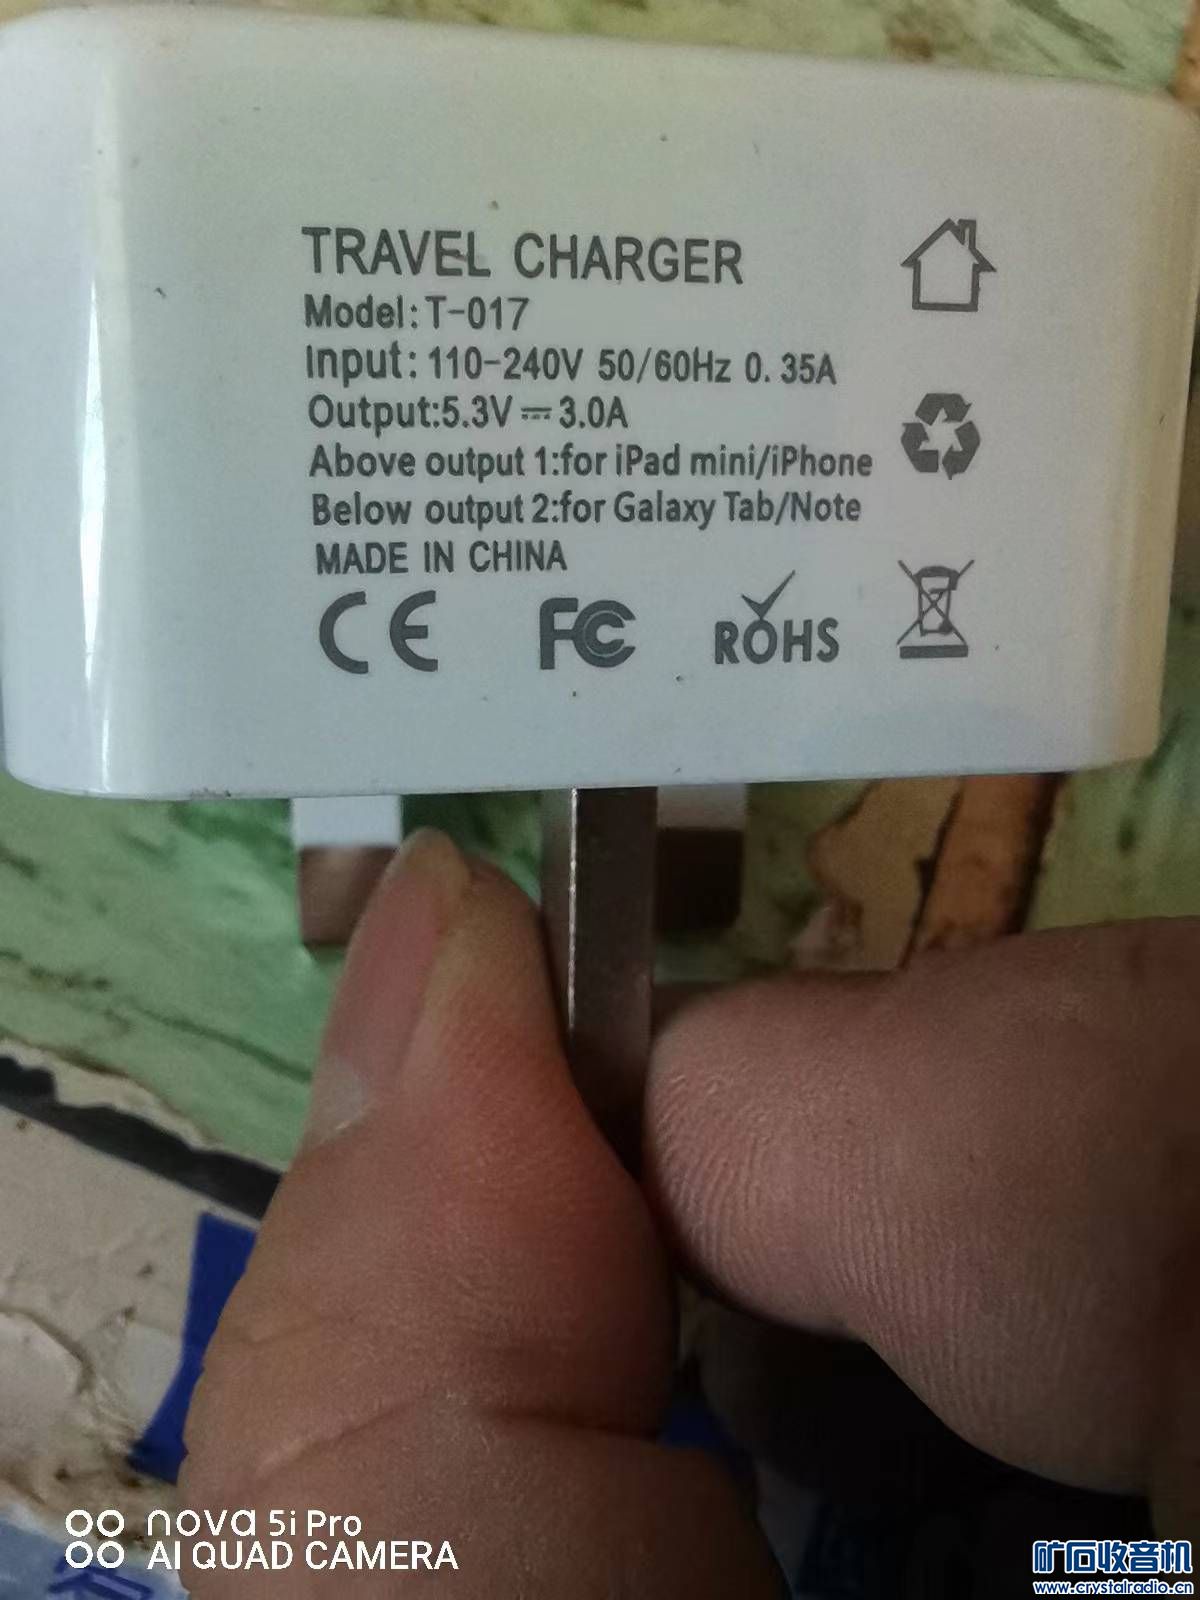 TRAVEL CHARGER
Model:T-017
Input:110-240V 50/60Hz 0.35A
Output:5.3V⎓3.0A
Above output 1:for iPad mini/iPhone
Below output 2:for Galaxy Tab/Note
MADE IN CHINA
CE FC ROHS
nova 5i Pro
AI QUAD CAMERA
矿石收音机
www.crystalradio.cn